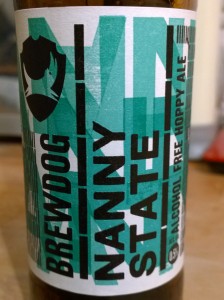 BREWDOG
NANNY
STATE
ALCOHOL FREE HOPPY ALE